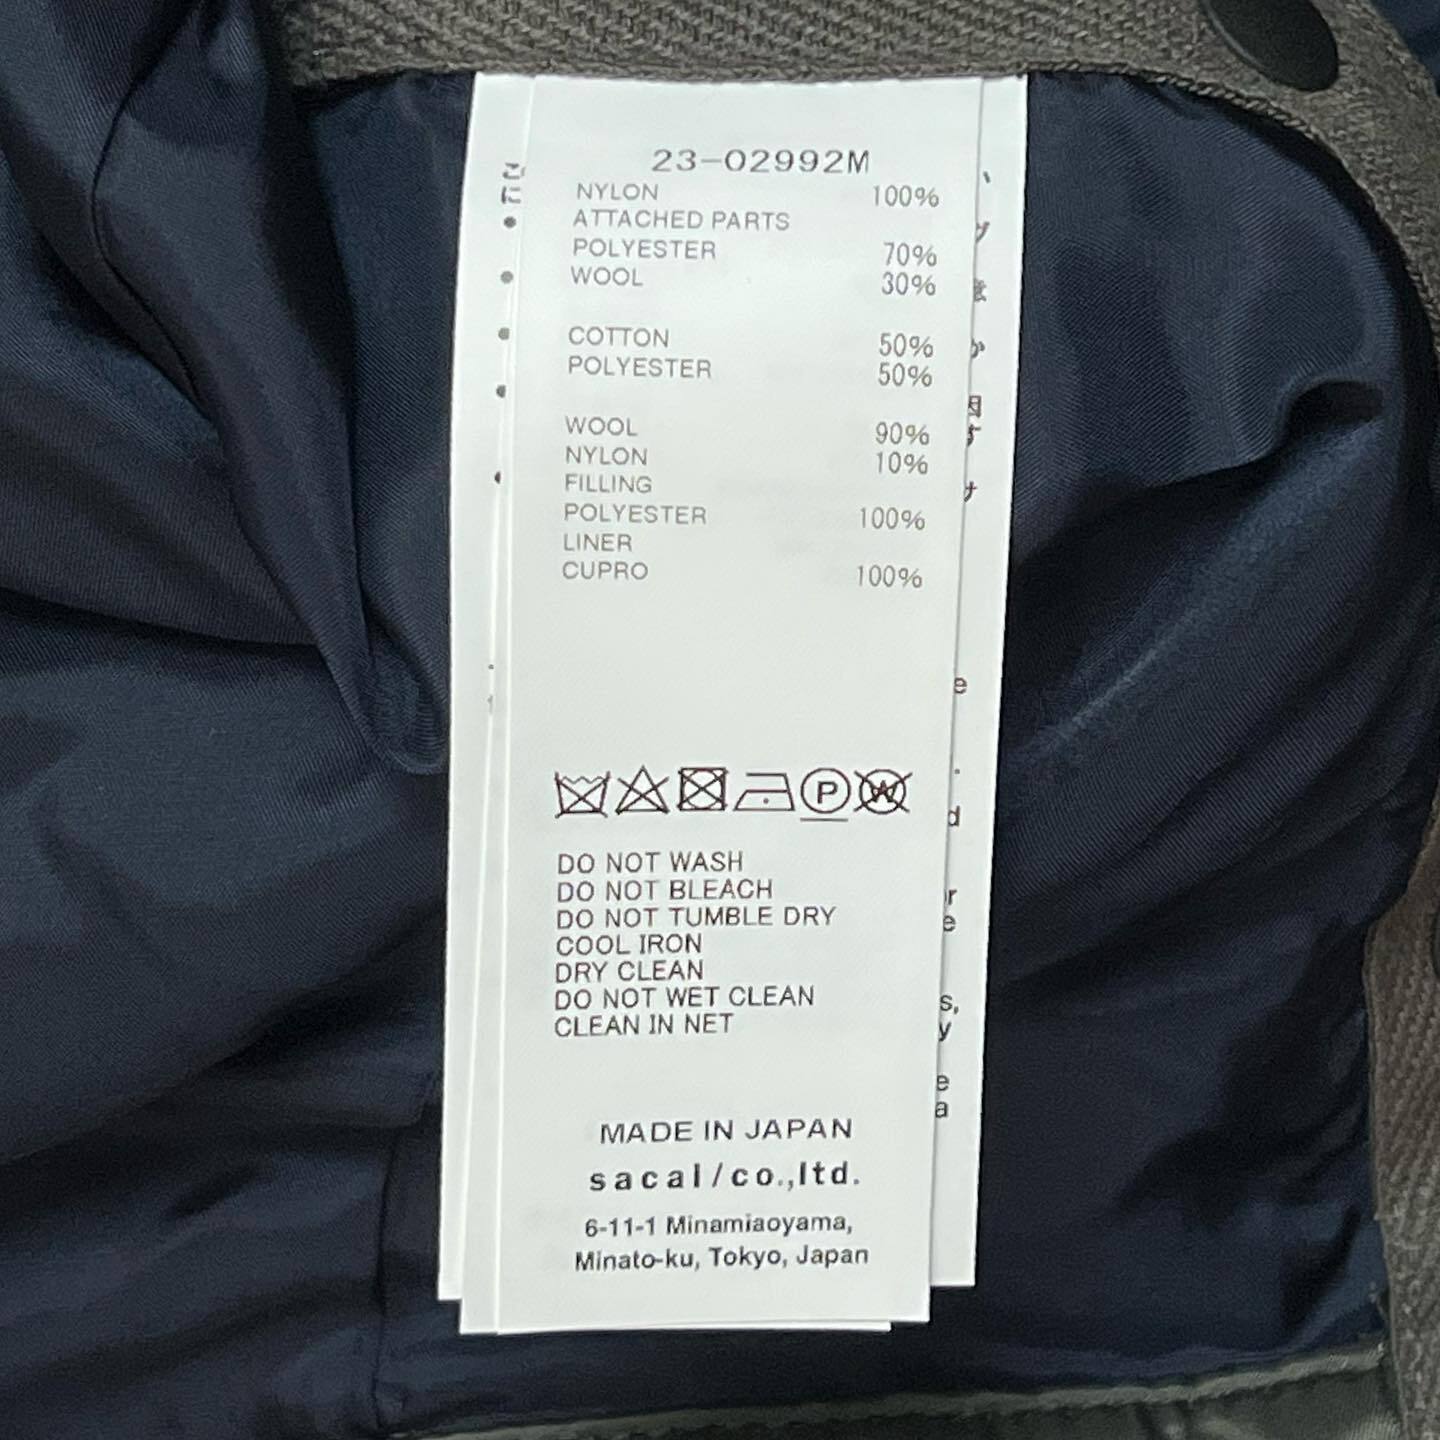 23-02992M
NYLON 100%
ATTACHED PARTS
POLYESTER 70%
WOOL 30%
COTTON 50%
POLYESTER 50%
WOOL 90%
NYLON 10%
FILLING
POLYESTER 100%
LINER
CUPRO 100%
P W
DO NOT WASH
DO NOT BLEACH
DO NOT TUMBLE DRY
COOL IRON
DRY CLEAN
DO NOT WET CLEAN
CLEAN IN NET
MADE IN JAPAN
sacai/co.,ltd.
6-11-1 Minamiaoyama,
Minato-ku, Tokyo, Japan